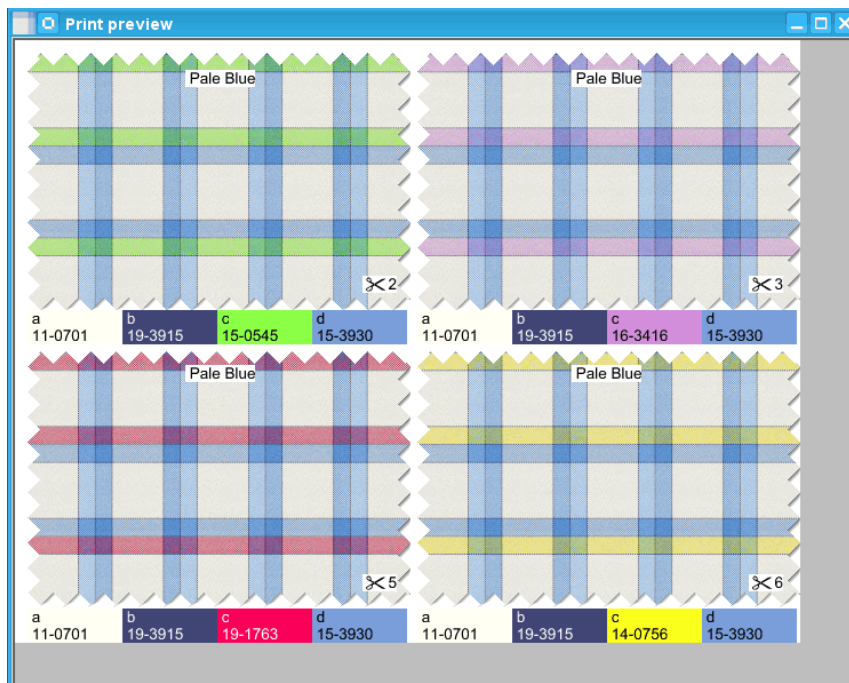 Print preview
Pale Blue
2
a b c d
11-0701 19-3915 15-0545 15-3930
Pale Blue
3
a b c d
11-0701 19-3915 16-3416 15-3930
Pale Blue
5
a b c d
11-0701 19-3915 19-1763 15-3930
Pale Blue
6
a b c d
11-0701 19-3915 14-0756 15-3930